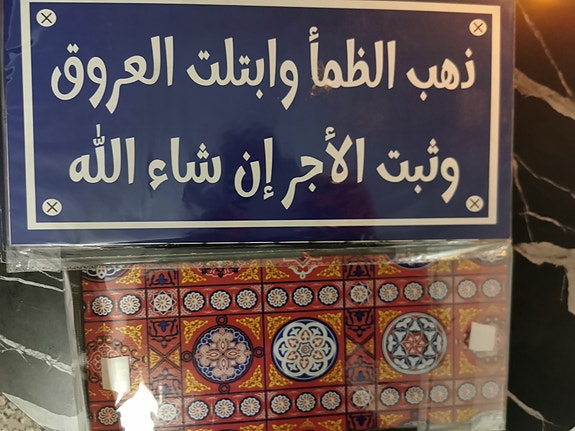 ذهب الظمأ وابتلت العروق
وثبت الأجر إن شاء الله